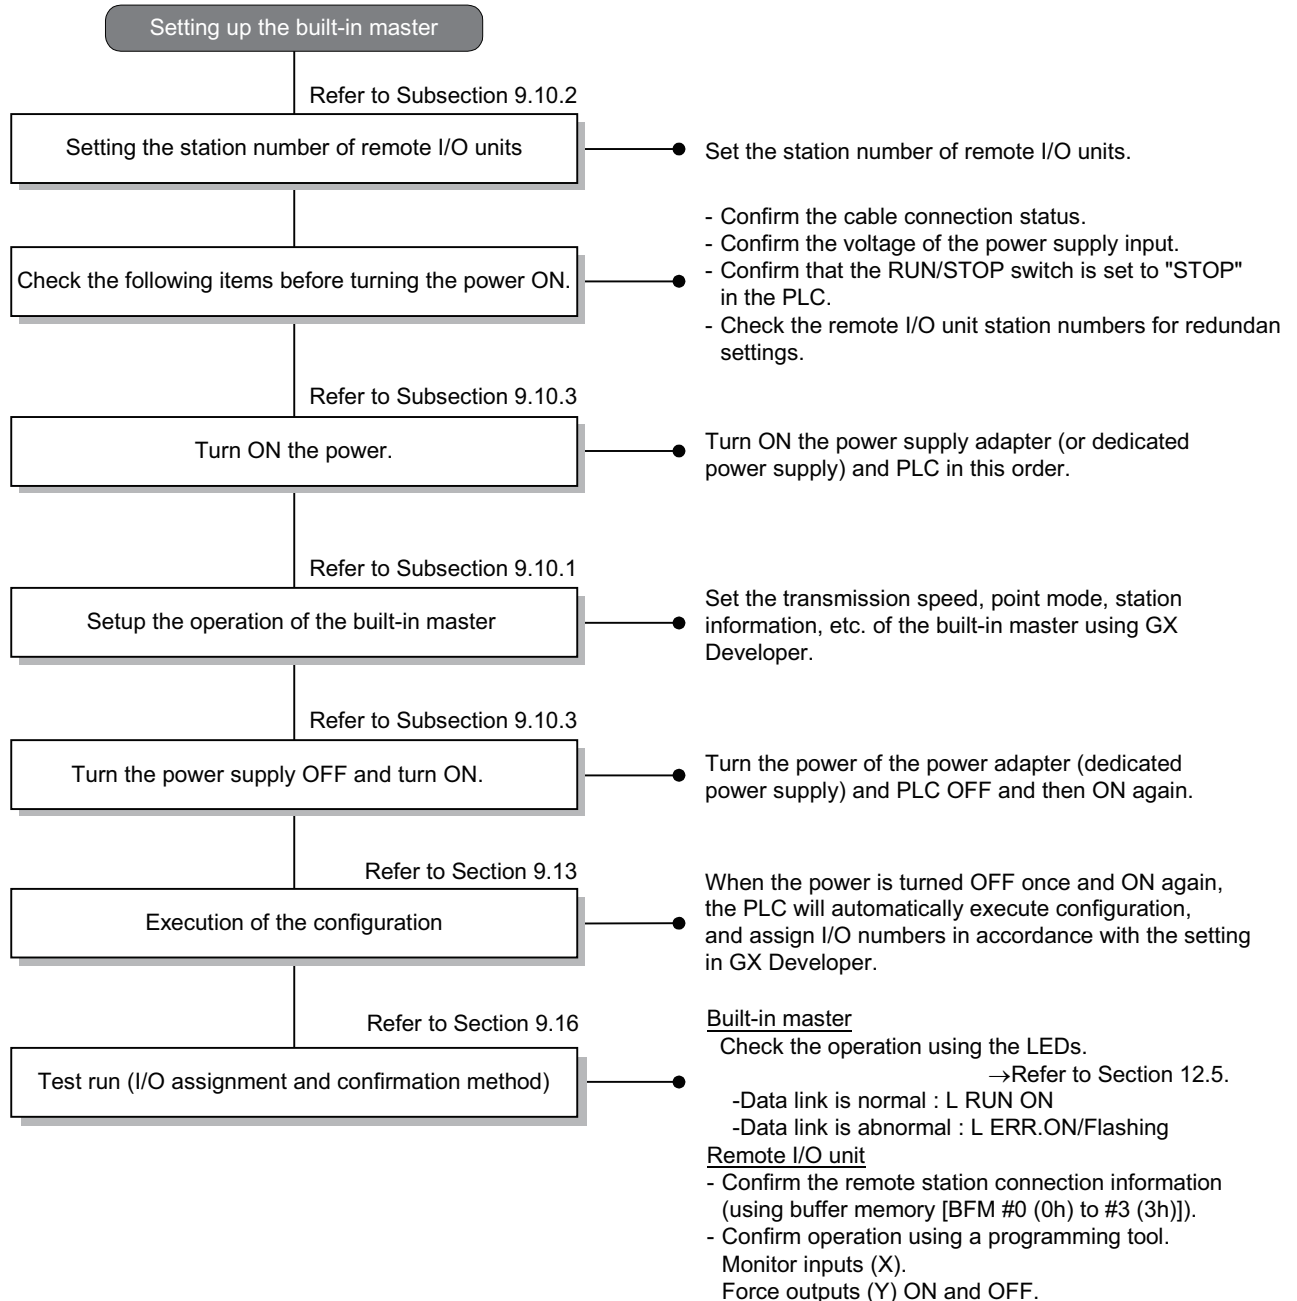 Setting up the built-in master
Refer to Subsection 9.10.2
Setting the station number of remote I/O units
Set the station number of remote I/O units.
Check the following items before turning the power ON.
- Confirm the cable connection status.
- Confirm the voltage of the power supply input.
- Confirm that the RUN/STOP switch is set to "STOP"
in the PLC.
- Check the remote I/O unit station numbers for redundan
settings.
Refer to Subsection 9.10.3
Turn ON the power.
Turn ON the power supply adapter (or dedicated
power supply) and PLC in this order.
Refer to Subsection 9.10.1
Setup the operation of the built-in master
Set the transmission speed, point mode, station
information, etc. of the built-in master using GX
Developer.
Refer to Subsection 9.10.3
Turn the power supply OFF and turn ON.
Turn the power of the power adapter (dedicated
power supply) and PLC OFF and then ON again.
Refer to Section 9.13
Execution of the configuration
When the power is turned OFF once and ON again,
the PLC will automatically execute configuration,
and assign I/O numbers in accordance with the setting
in GX Developer.
Refer to Section 9.16
Test run (I/O assignment and confirmation method)
Built-in master
Check the operation using the LEDs.
→Refer to Section 12.5.
-Data link is normal : L RUN ON
-Data link is abnormal : L ERR.ON/Flashing
Remote I/O unit
- Confirm the remote station connection information
(using buffer memory [BFM #0 (0h) to #3 (3h)]).
- Confirm operation using a programming tool.
Monitor inputs (X).
Force outputs (Y) ON and OFF.